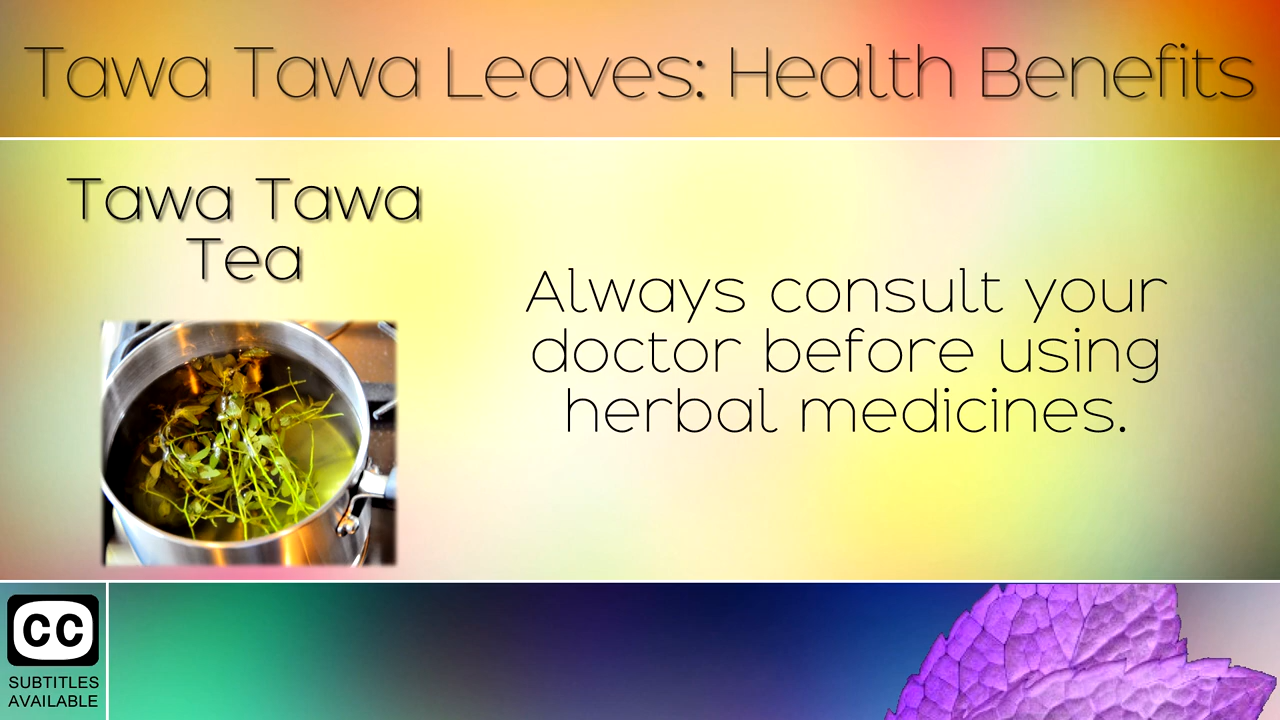 Tawa Tawa Leaves: Health Benefits
Tawa Tawa
Tea
Always consult your
doctor before using
herbal medicines.
CC
SUBTITLES
AVAILABLE